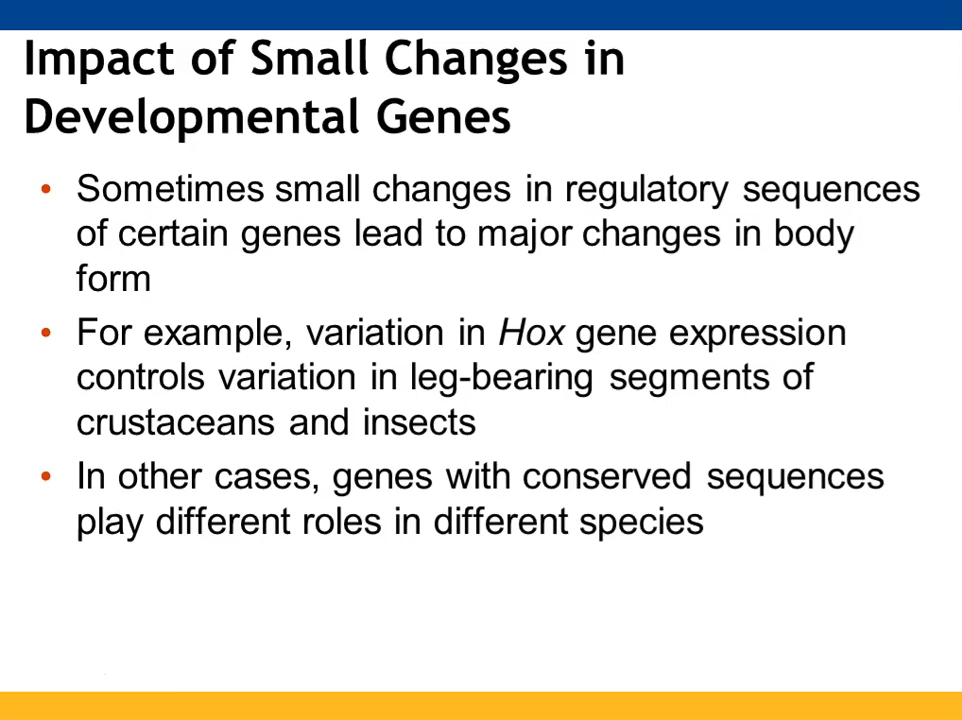 Impact of Small Changes in
Developmental Genes
• Sometimes small changes in regulatory sequences
of certain genes lead to major changes in body
form
• For example, variation in Hox gene expression
controls variation in leg-bearing segments of
crustaceans and insects
• In other cases, genes with conserved sequences
play different roles in different species